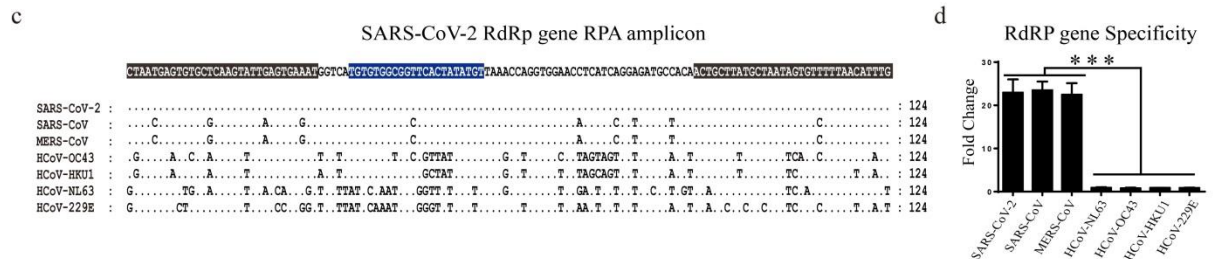 c
SARS-CoV-2 RdRp gene RPA amplicon
CTAATGAGTGTGCTCAAGTATTGAGTGAAATGGTCATGTGTGGCGGTTCACTATATGTTAAACCAGGTGGAACCTCATCAGGAGATGCCACAACTGCTTATGCTAATAGTGTTTTTAACATTTG
SARS-CoV-2 : ............................................................................................................................ : 124
SARS-CoV : ....C........G........A.....G.................C..........................A.....C..T.....T.......................C........... : 124
MERS-CoV : ....C........G........A.....G.................C..........................A.....C..T.....T.......................C........... : 124
HCoV-OC43 : : 124
HCoV-HKU1 : : 124
HCoV-NL63 : : 124
HCoV-229E : : 124
d
RdRP gene Specificity
***
Fold Change
30
20
10
0
SARS-CoV-2
SARS-CoV
MERS-CoV
HCoV-NL63
HCoV-OC43
HCoV-HKU1
HCoV-229E